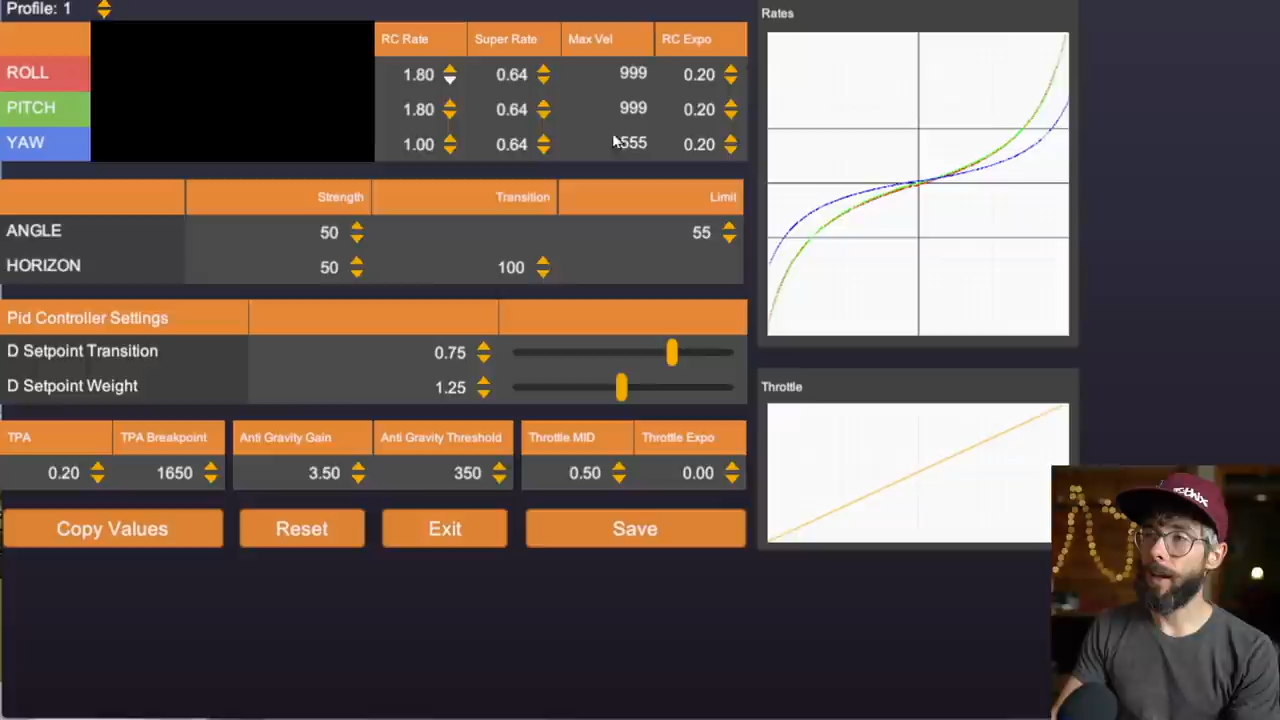 Profile: 1
RC Rate Super Rate Max Vel RC Expo
ROLL 1.80 0.64 999 0.20
PITCH 1.80 0.64 999 0.20
YAW 1.00 0.64 555 0.20
Strength Transition Limit
ANGLE 50 55
HORIZON 50 100
Pid Controller Settings
D Setpoint Transition 0.75
D Setpoint Weight 1.25
TPA TPA Breakpoint Anti Gravity Gain Anti Gravity Threshold Throttle MID Throttle Expo
0.20 1650 3.50 350 0.50 0.00
Copy Values Reset Exit Save
Rates
Throttle